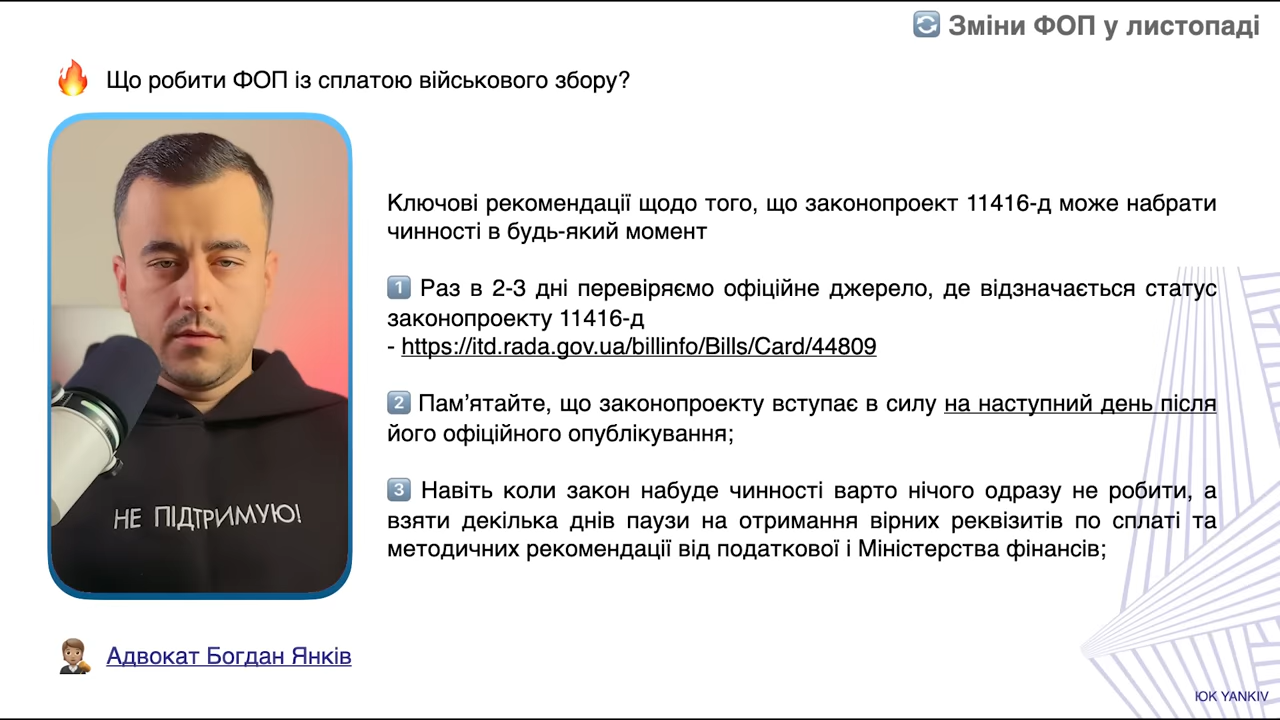 Зміни ФОП у листопаді
Що робити ФОП із сплатою військового збору?
Ключові рекомендації щодо того, що законопроект 11416-д може набрати
чинності в будь-який момент
1 Раз в 2-3 дні перевіряємо офіційне джерело, де відзначається статус
законопроекту 11416-д
- https://itd.rada.gov.ua/billinfo/Bills/Card/44809
2 Пам’ятайте, що законопроекту вступає в силу на наступний день після
його офіційного опублікування;
3 Навіть коли закон набуде чинності варто нічого одразу не робити, а
взяти декілька днів паузи на отримання вірних реквізитів по сплаті та
методичних рекомендації від податкової і Міністерства фінансів;
НЕ ПІДТРИМУЮ!
Адвокат Богдан Янків
ЮК YANKIV